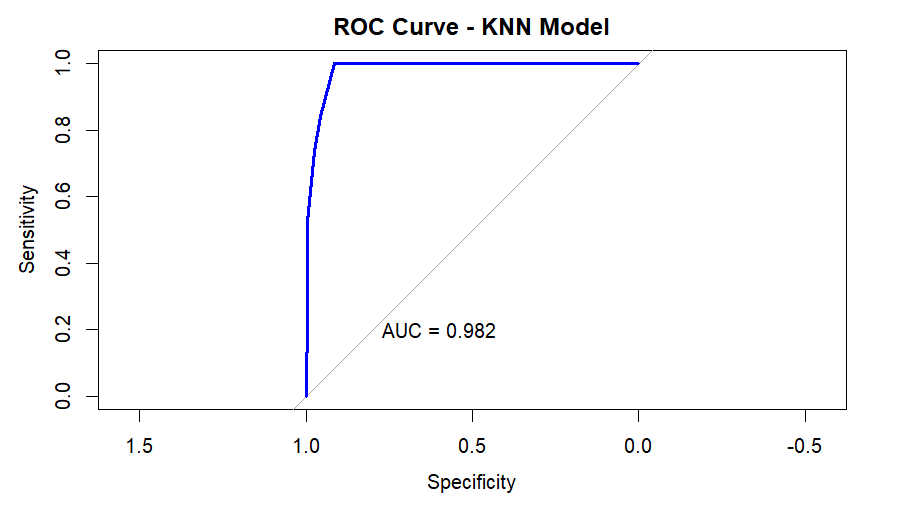 ROC Curve - KNN Model
1.0
0.8
0.6
0.4
0.2
0.0
Sensitivity
AUC = 0.982
1.5 1.0 0.5 0.0 -0.5
Specificity